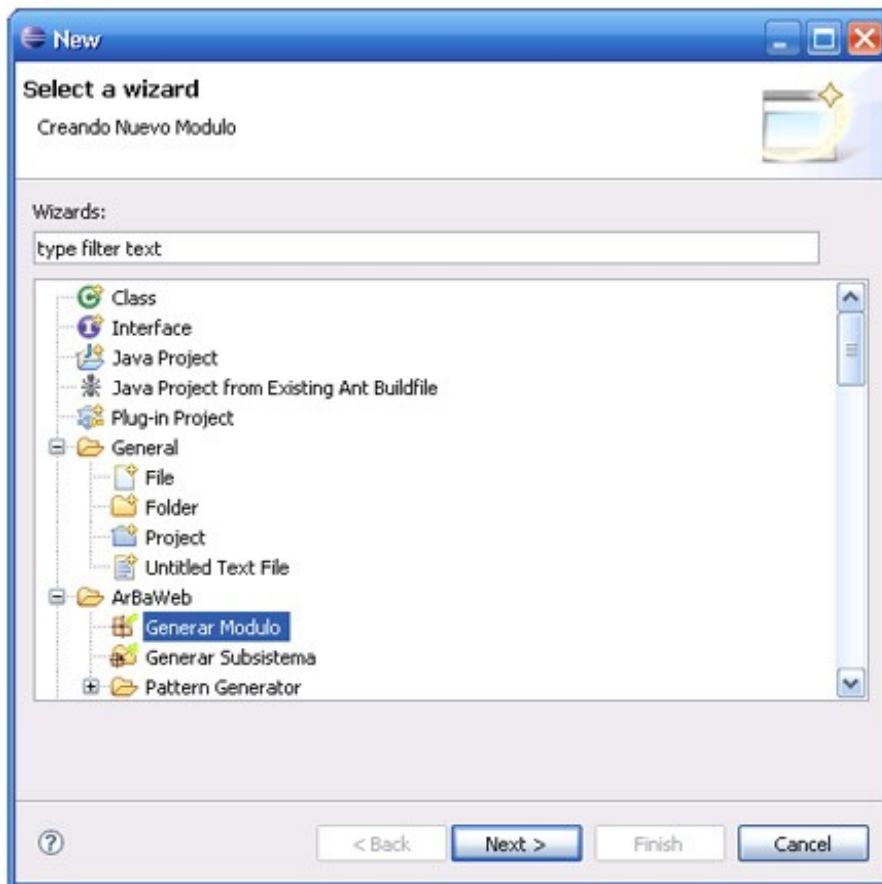 New
Select a wizard
Creando Nuevo Modulo
Wizards:
type filter text
Class
Interface
Java Project
Java Project from Existing Ant Buildfile
Plug-in Project
General
File
Folder
Project
Untitled Text File
ArBaWeb
Generar Modulo
Generar Subsistema
Pattern Generator
< Back Next > Finish Cancel